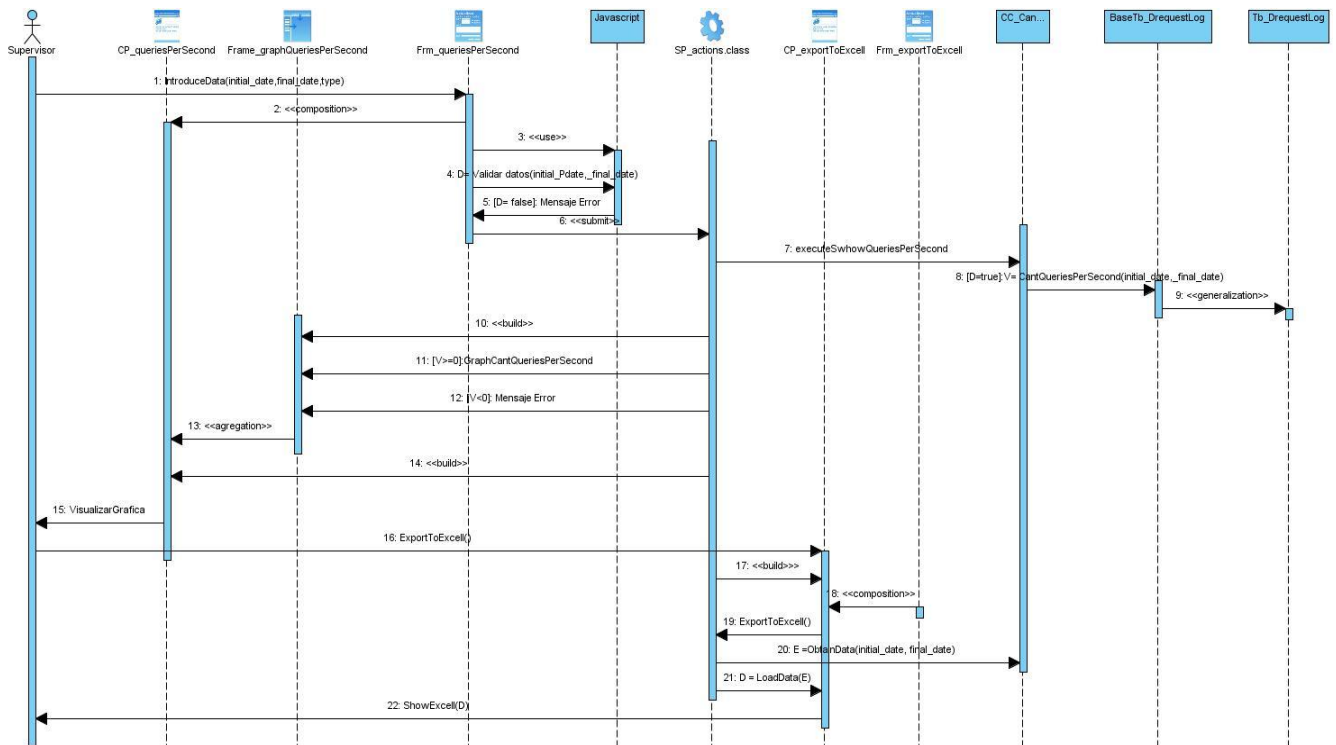 Supervisor
CP_queriesPerSecond
Frame_graphQueriesPerSecond
Frm_queriesPerSecond
Javascript
SP_actions.class
CP_exportToExcell
Frm_exportToExcell
CC_Can...
BaseTb_DrequestLog
Tb_DrequestLog
1: IntroduceData(initial_date,final_date,type)
2: <<composition>>
3: <<use>>
4: D= Validar datos(initial_Pdate,_final_date)
5: [D= false]: Mensaje Error
6: <<submit>>
7: executeSwhowQueriesPerSecond
8: [D=true]:V= CantQueriesPerSecond(initial_date,_final_date)
9: <<generalization>>
10: <<build>>
11: [V>=0]:GraphCantQueriesPerSecond
12: [V<0]: Mensaje Error
13: <<agregation>>
14: <<build>>
15: VisualizarGrafica
16: ExportToExcell()
17: <<build>>>
18: <<composition>>
19: ExportToExcell()
20: E =ObtainData(initial_date, final_date)
21: D = LoadData(E)
22: ShowExcell(D)